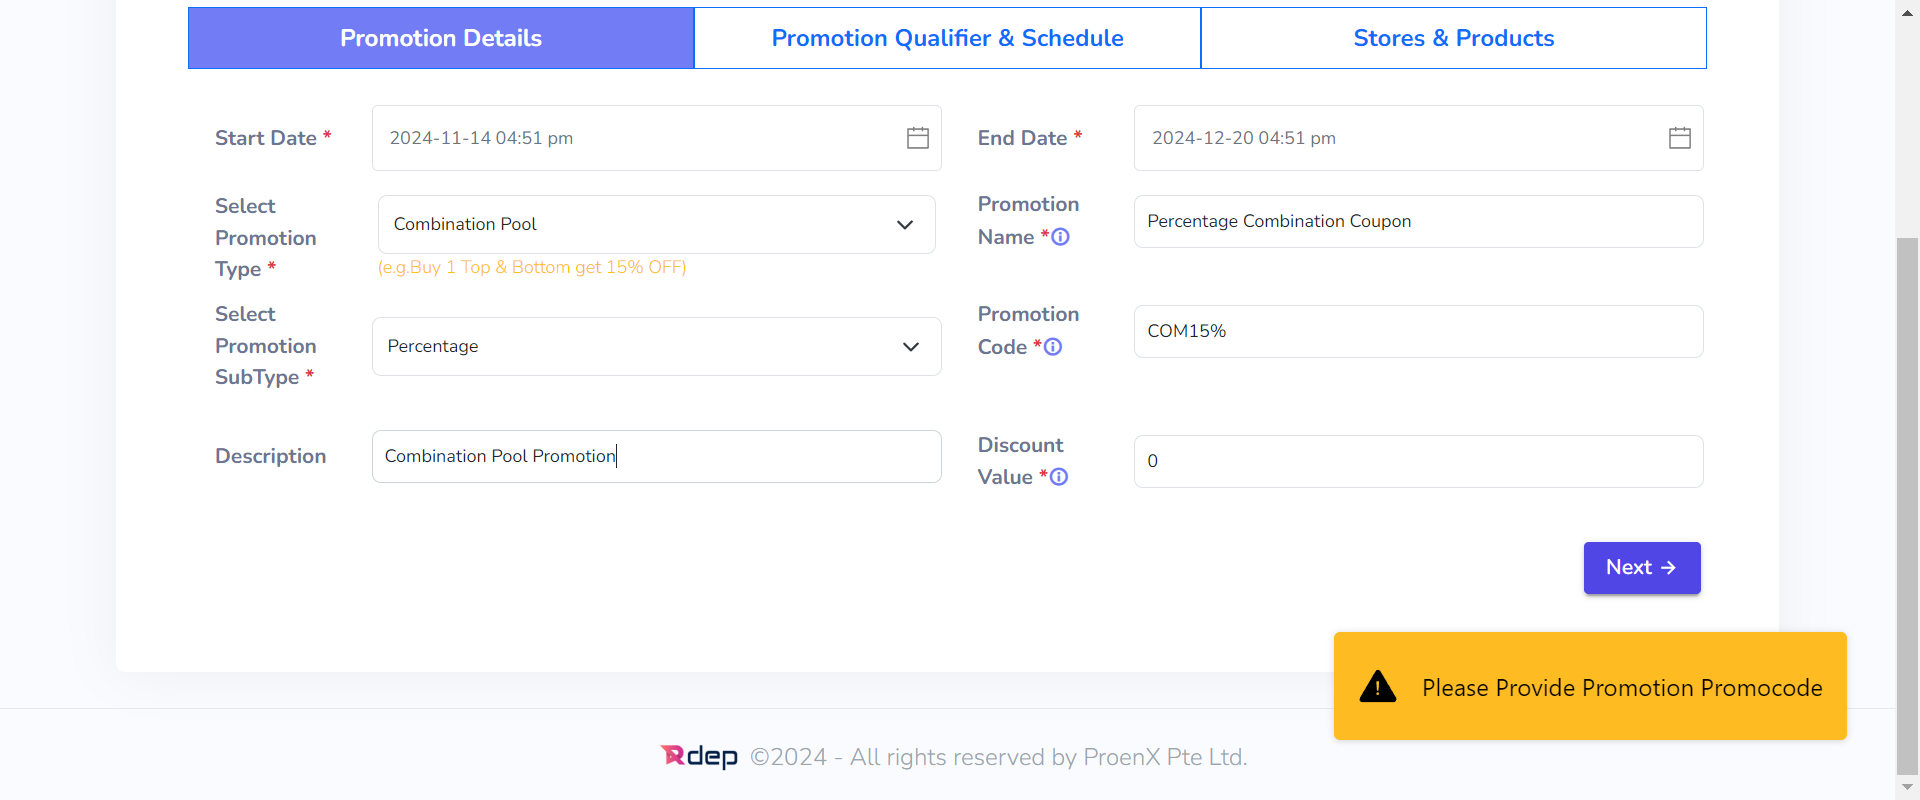 Promotion Details
Promotion Qualifier & Schedule
Stores & Products
Start Date *
2024-11-14 04:51 pm
End Date *
2024-12-20 04:51 pm
Select
Promotion
Type *
Combination Pool
(e.g.Buy 1 Top & Bottom get 15% OFF)
Promotion
Name *
Percentage Combination Coupon
Select
Promotion
SubType *
Percentage
Promotion
Code *
COM15%
Description
Combination Pool Promotion
Discount
Value *
0
Next →
Please Provide Promotion Promocode
Rdep ©2024 - All rights reserved by ProenX Pte Ltd.